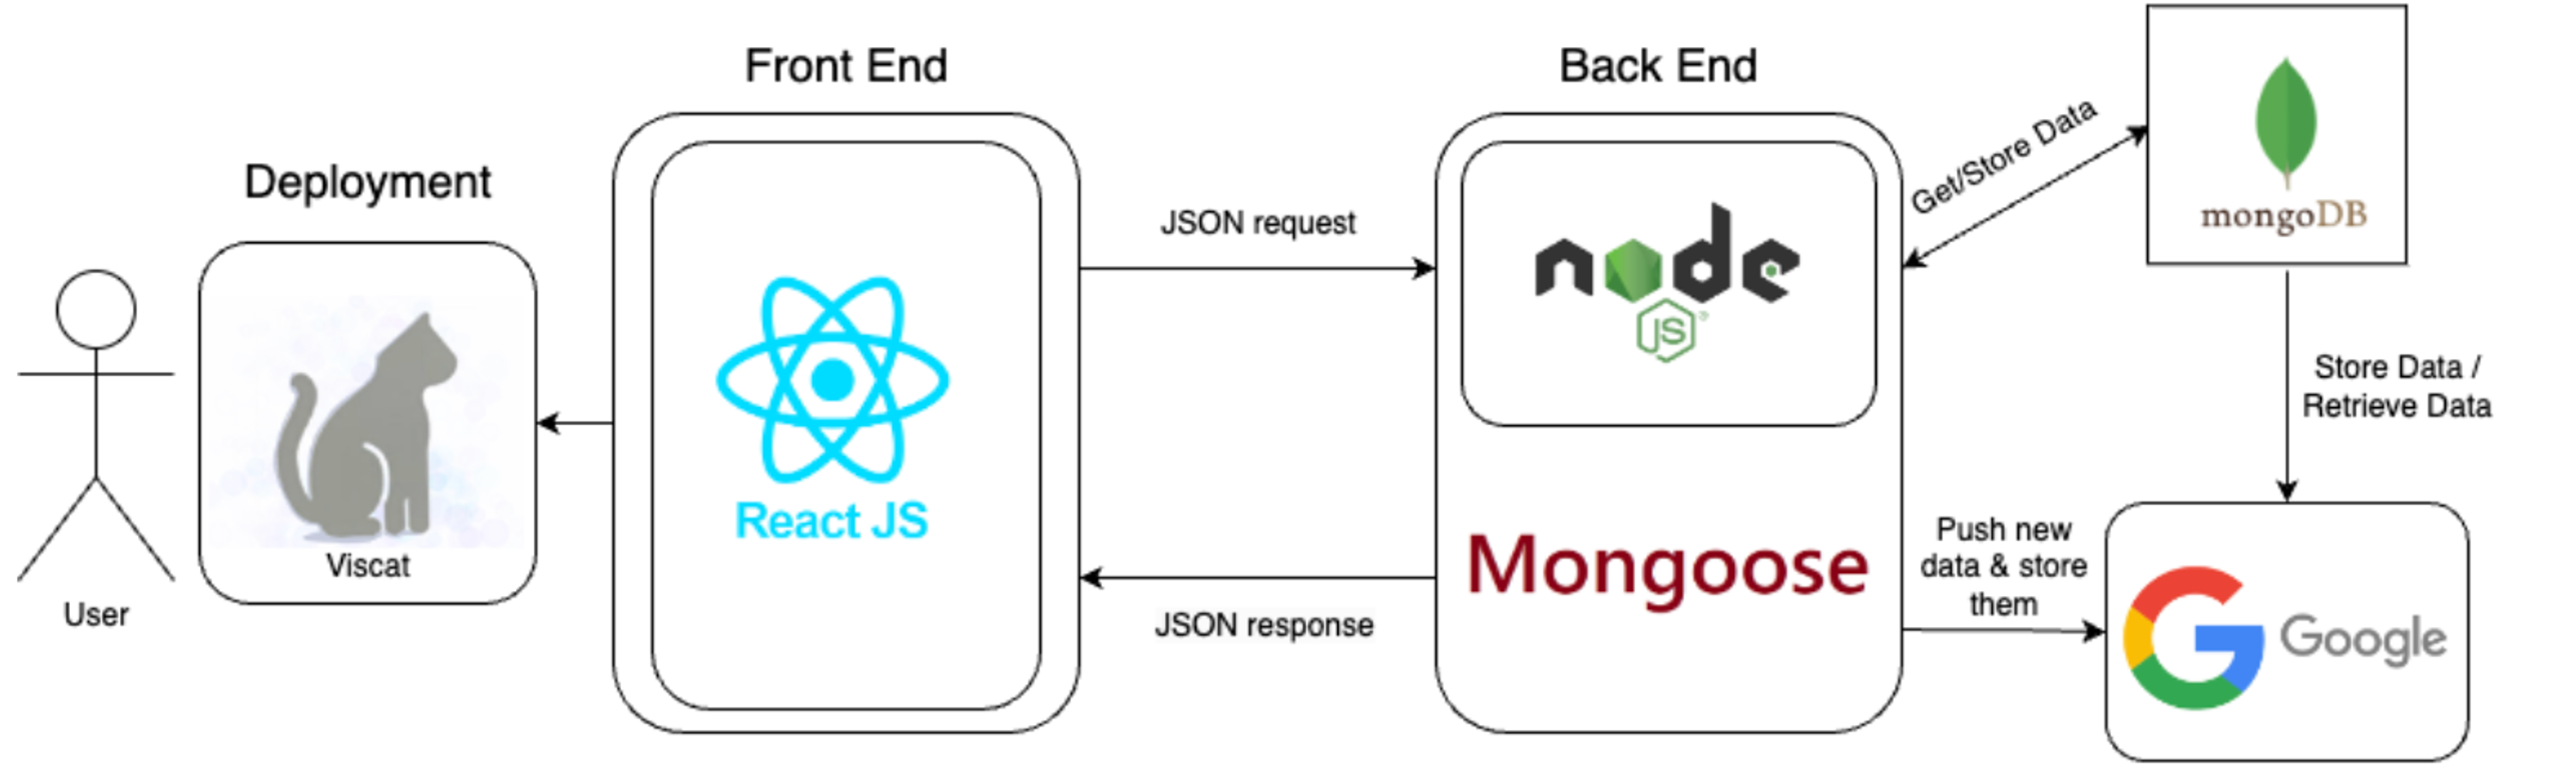 Deployment
Viscat
User
Front End
React JS
JSON request
JSON response
Back End
node
JS
Mongoose
Get/Store Data
mongoDB
Store Data /
Retrieve Data
Push new
data & store
them
Google